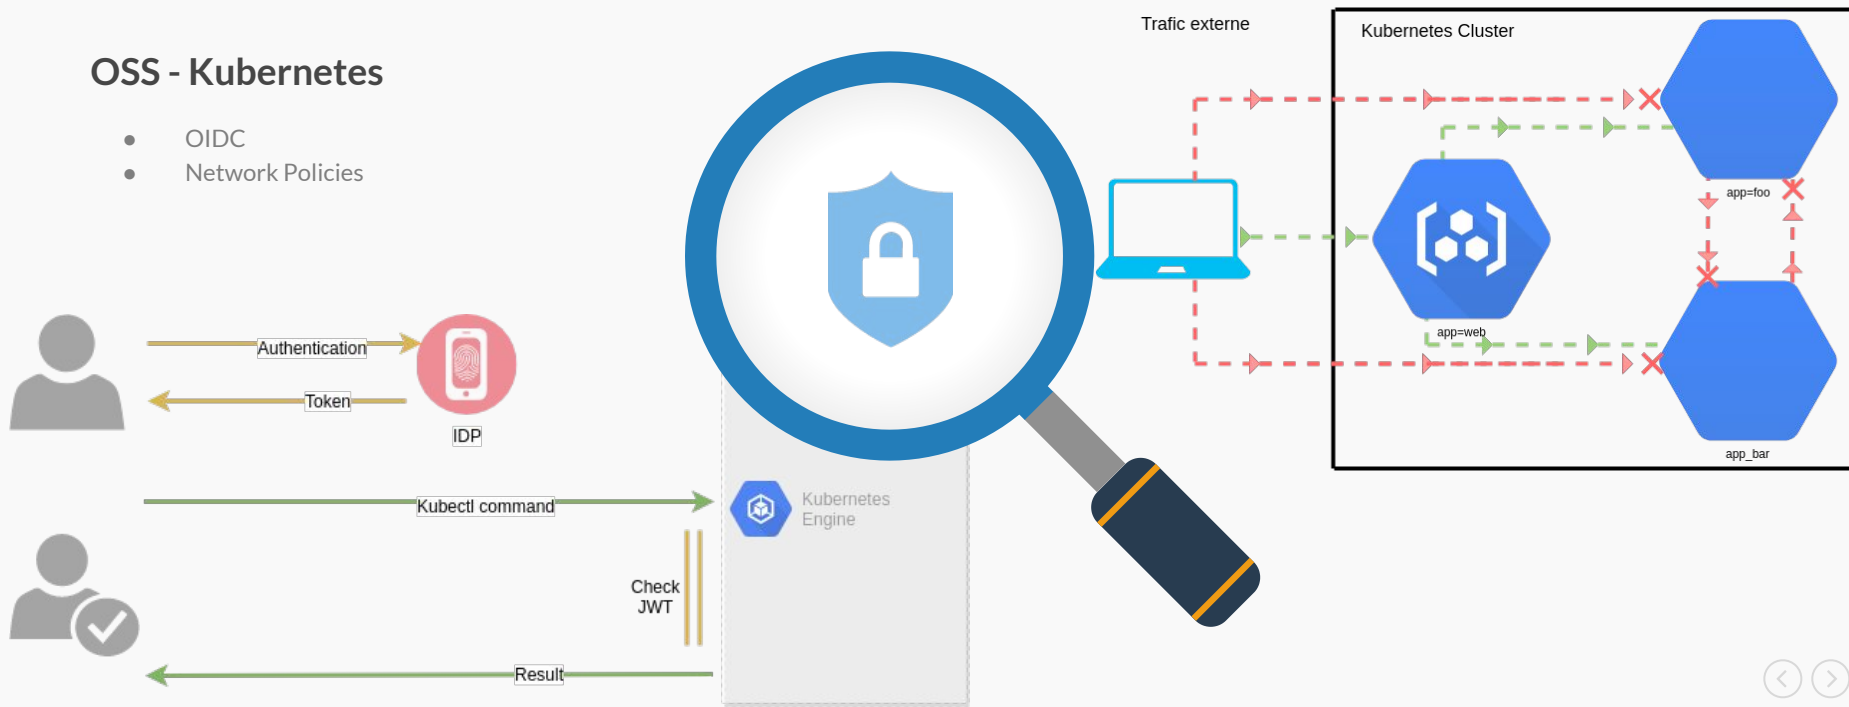 OSS - Kubernetes
OIDC
Network Policies
Authentication
Token
IDP
Kubectl command
Kubernetes
Engine
Check
JWT
Result
Trafic externe
Kubernetes Cluster
app=foo
app=web
app_bar